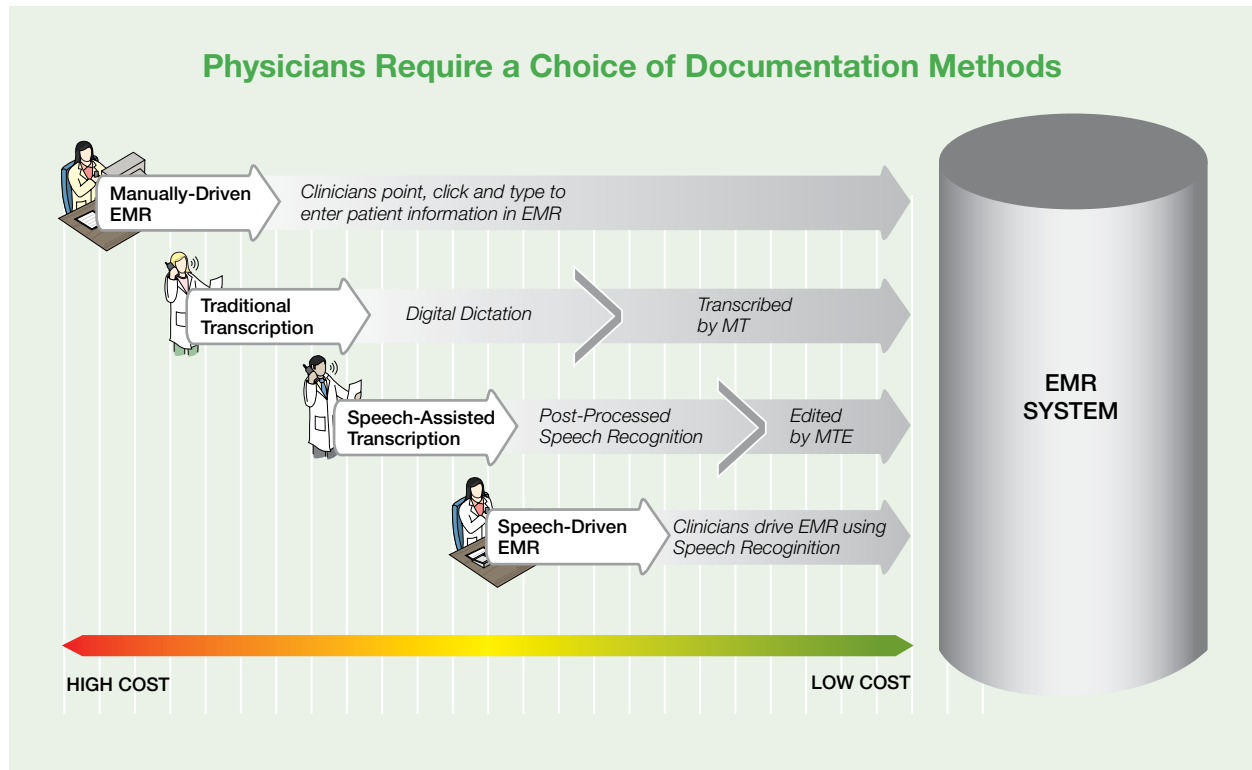 Physicians Require a Choice of Documentation Methods
Manually-Driven
EMR
Clinicians point, click and type to
enter patient information in EMR
Traditional
Transcription
Digital Dictation
Transcribed
by MT
Speech-Assisted
Transcription
Post-Processed
Speech Recognition
Edited
by MTE
Speech-Driven
EMR
Clinicians drive EMR using
Speech Recoginition
EMR
SYSTEM
HIGH COST
LOW COST